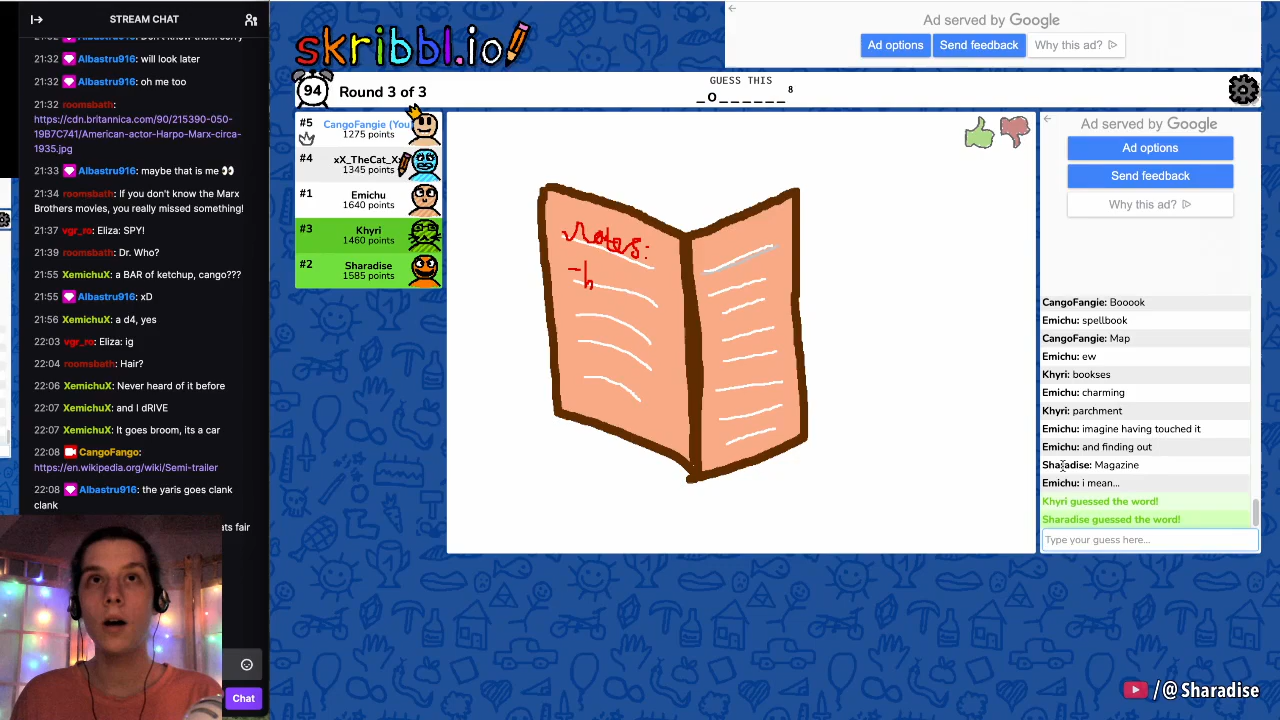 STREAM CHAT
21:32 Albastru916: Don't know them sorry
21:32 Albastru916: will look later
21:32 Albastru916: oh me too
21:32 roomsbath:
https://cdn.britannica.com/90/215390-050-
19B7C741/American-actor-Harpo-Marx-circa-
1935.jpg
21:33 Albastru916: maybe that is me 👀
21:34 roomsbath: If you don't know the Marx
Brothers movies, you really missed something!
21:37 vgr_ro: Eliza: SPY!
21:39 roomsbath: Dr. Who?
21:55 XemichuX: a BAR of ketchup, cango???
21:55 Albastru916: xD
21:56 XemichuX: a d4, yes
22:03 vgr_ro: Eliza: ig
22:04 roomsbath: Hair?
22:06 XemichuX: Never heard of it before
22:07 XemichuX: and I dRIVE
22:07 XemichuX: It goes broom, its a car
22:08 CangoFango:
https://en.wikipedia.org/wiki/Semi-trailer
22:08 Albastru916: the yaris goes clank
clank
ats fair
Chat
skribbl.io
Ad served by Google
Ad options
Send feedback
Why this ad?
94
Round 3 of 3
GUESS THIS
_o______ 8
#5 CangoFangie (You)
1275 points
#4 xX_TheCat_Xx
1345 points
#1 Emichu
1640 points
#3 Khyri
1460 points
#2 Sharadise
1585 points
notes:
-h
Ad served by Google
Ad options
Send feedback
Why this ad?
CangoFangie: Booook
Emichu: spellbook
CangoFangie: Map
Emichu: ew
Khyri: bookses
Emichu: charming
Khyri: parchment
Emichu: imagine having touched it
Emichu: and finding out
Sharadise: Magazine
Emichu: i mean...
Khyri guessed the word!
Sharadise guessed the word!
Type your guess here...
/@Sharadise